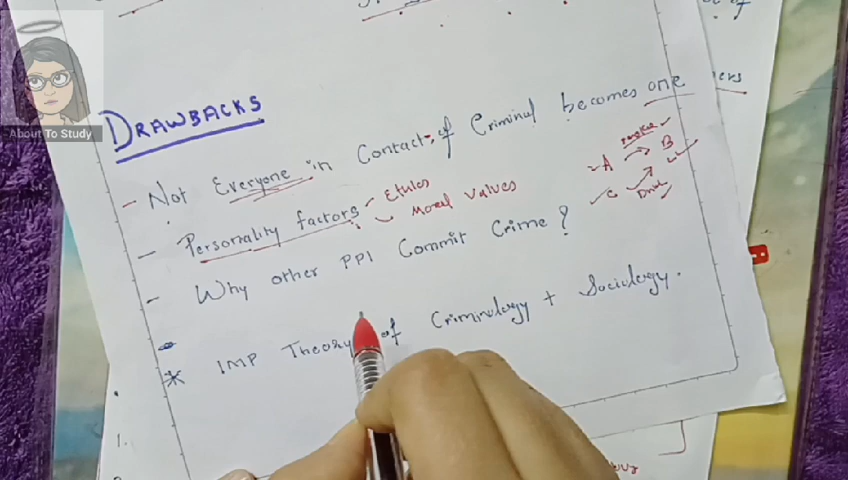 About To Study
DRAWBACKS
- Not Everyone in Contact of Criminal becomes one
- Personality factors - Ethics
- Moral Values
A → B
C → Drink
- Why other PPl Commit Crime?
* IMP Theory of Criminology + Sociology.